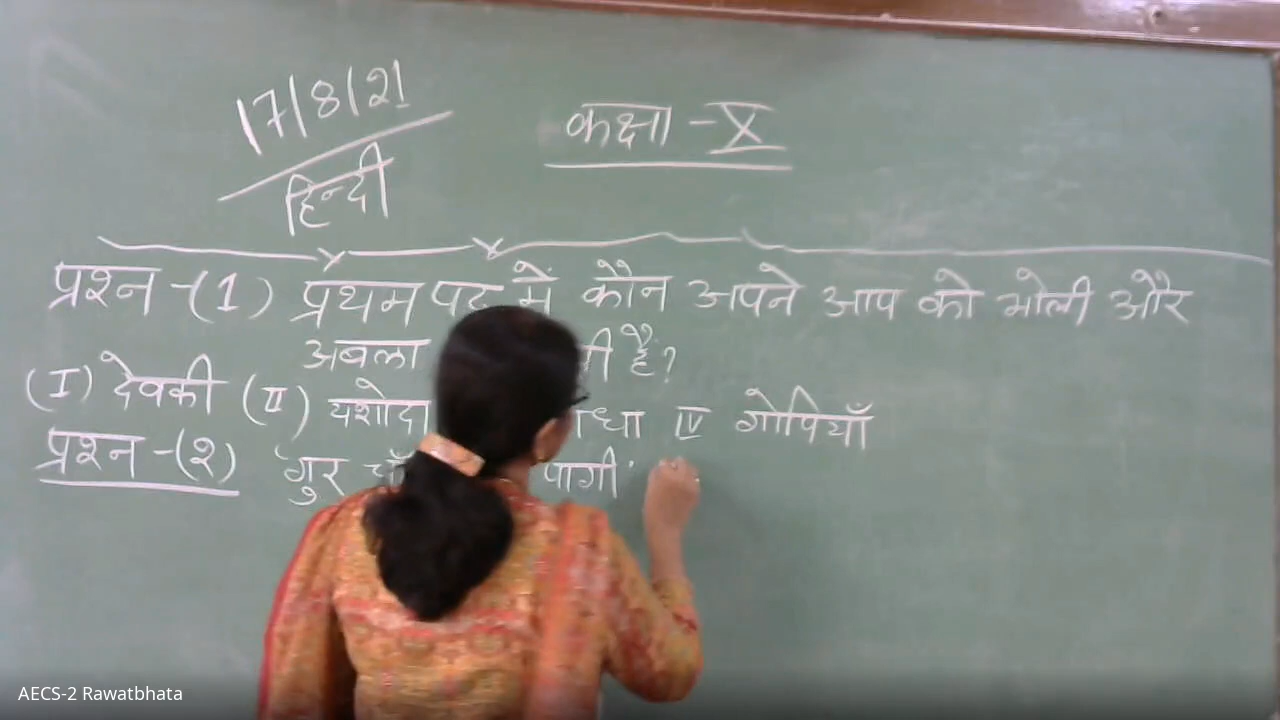 17/8/21
हिन्दी
कक्षा - X
प्रश्न -(1) प्रथम पद में कौन अपने आप को भोली और
अबला है?
(I) देवकी (II) यशोदा IV गोपियाँ
प्रश्न -(२) 'गुर पागी'
AECS-2 Rawatbhata